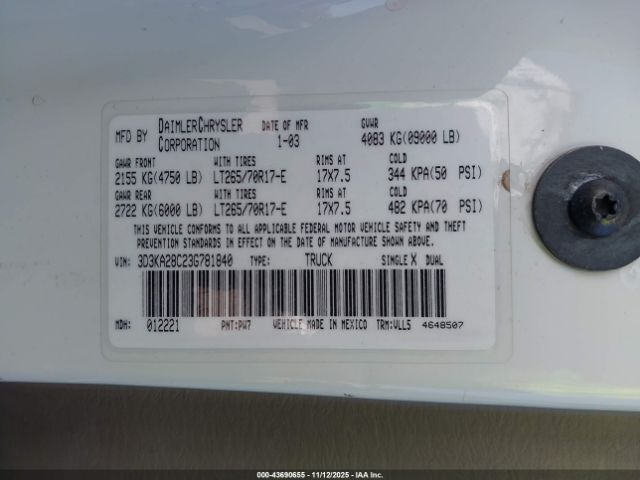 MFD BY DAIMLERCHRYSLER CORPORATION DATE OF MFR 1-03 GVWR 4083 KG(09000 LB)
GAWR FRONT WITH TIRES RIMS AT COLD
2155 KG(4750 LB) LT265/70R17-E 17X7.5 344 KPA(50 PSI)
GAWR REAR WITH TIRES RIMS AT COLD
2722 KG(6000 LB) LT265/70R17-E 17X7.5 482 KPA(70 PSI)
THIS VEHICLE CONFORMS TO ALL APPLICABLE FEDERAL MOTOR VEHICLE SAFETY AND THEFT
PREVENTION STANDARDS IN EFFECT ON THE DATE OF MANUFACTURE SHOWN ABOVE.
VIN: 3D3KA28C23G781840 TYPE: TRUCK SINGLE X DUAL
MDH: 012221 PNT:PW7 VEHICLE MADE IN MEXICO TRM:VLL5 4648507
000-43690655 - 11/12/2025 - IAAI.com